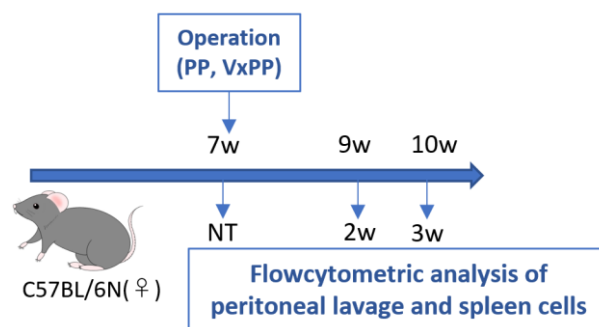 Operation
(PP, VxPP)
7w 9w 10w
NT 2w 3w
C57BL/6N(♀)
Flowcytometric analysis of
peritoneal lavage and spleen cells